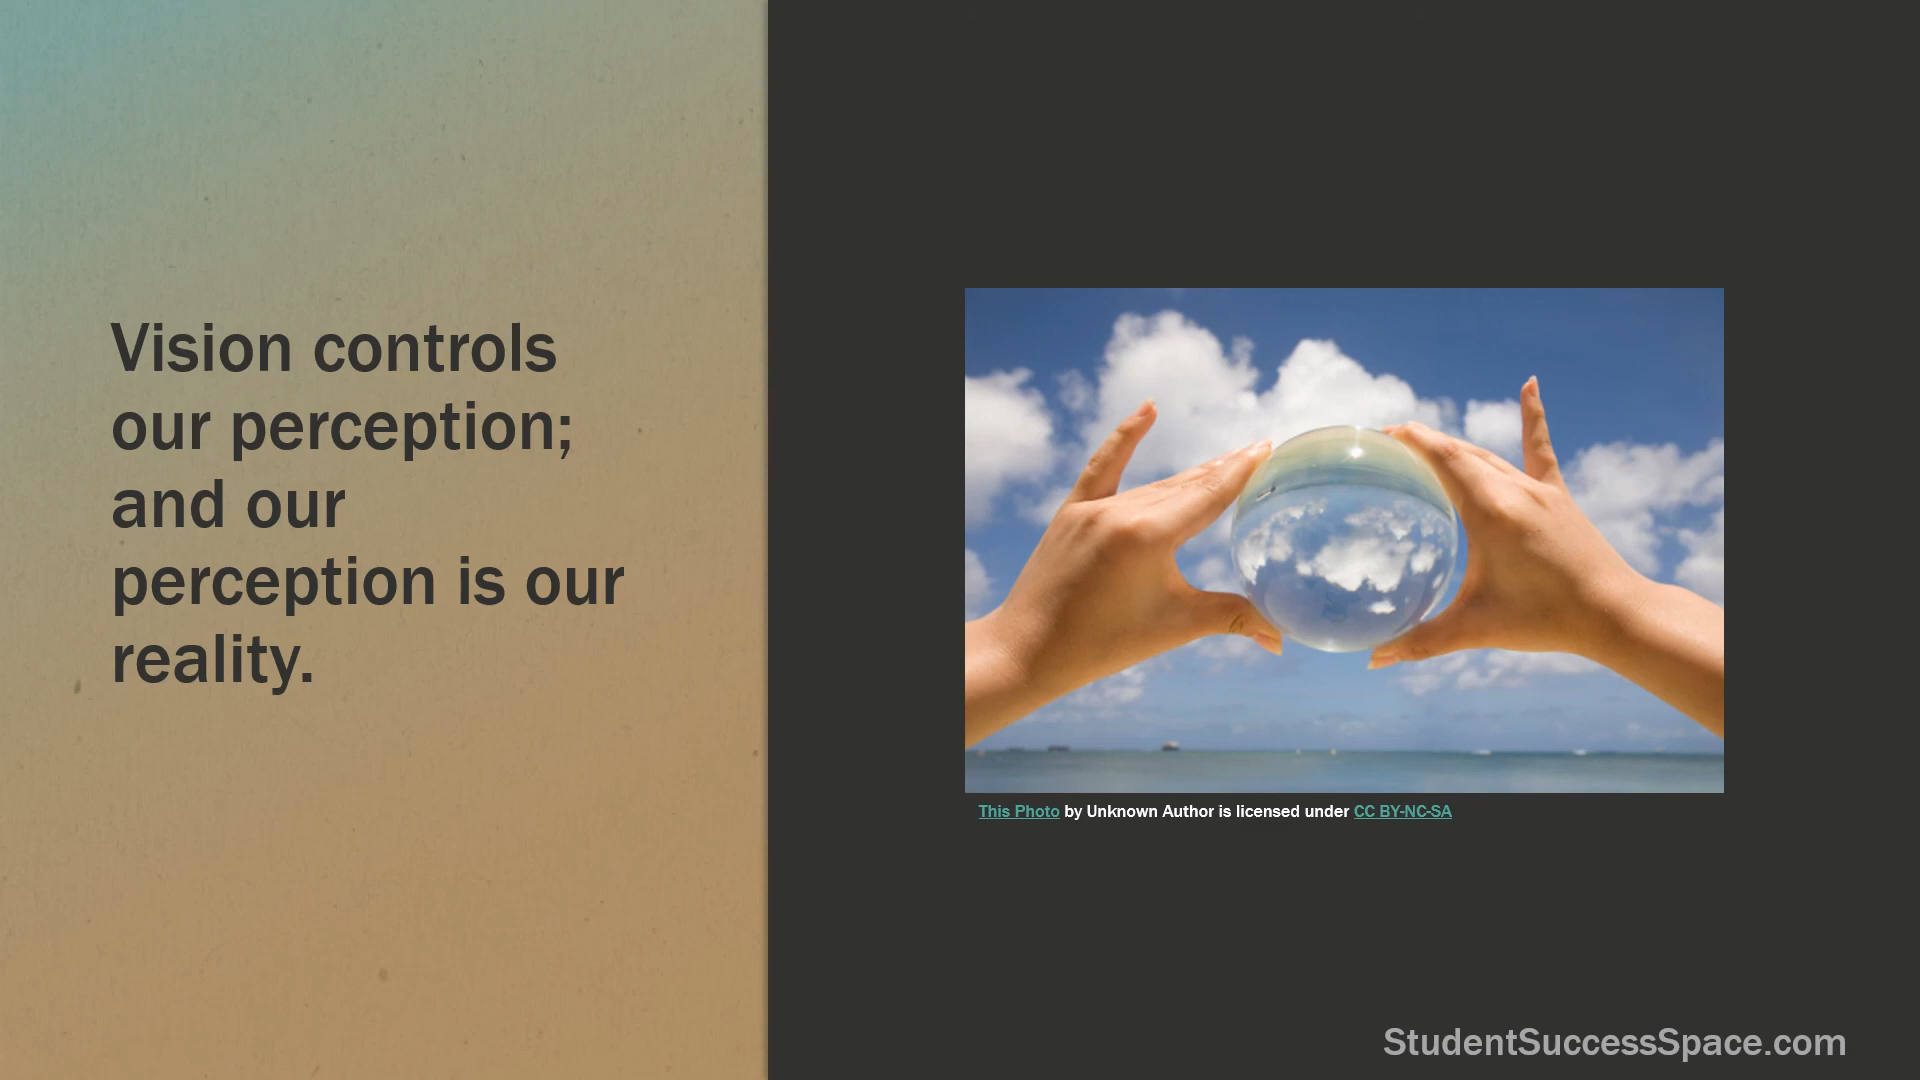 Vision controls
our perception;
and our
perception is our
reality.
This Photo by Unknown Author is licensed under CC BY-NC-SA
StudentSuccessSpace.com